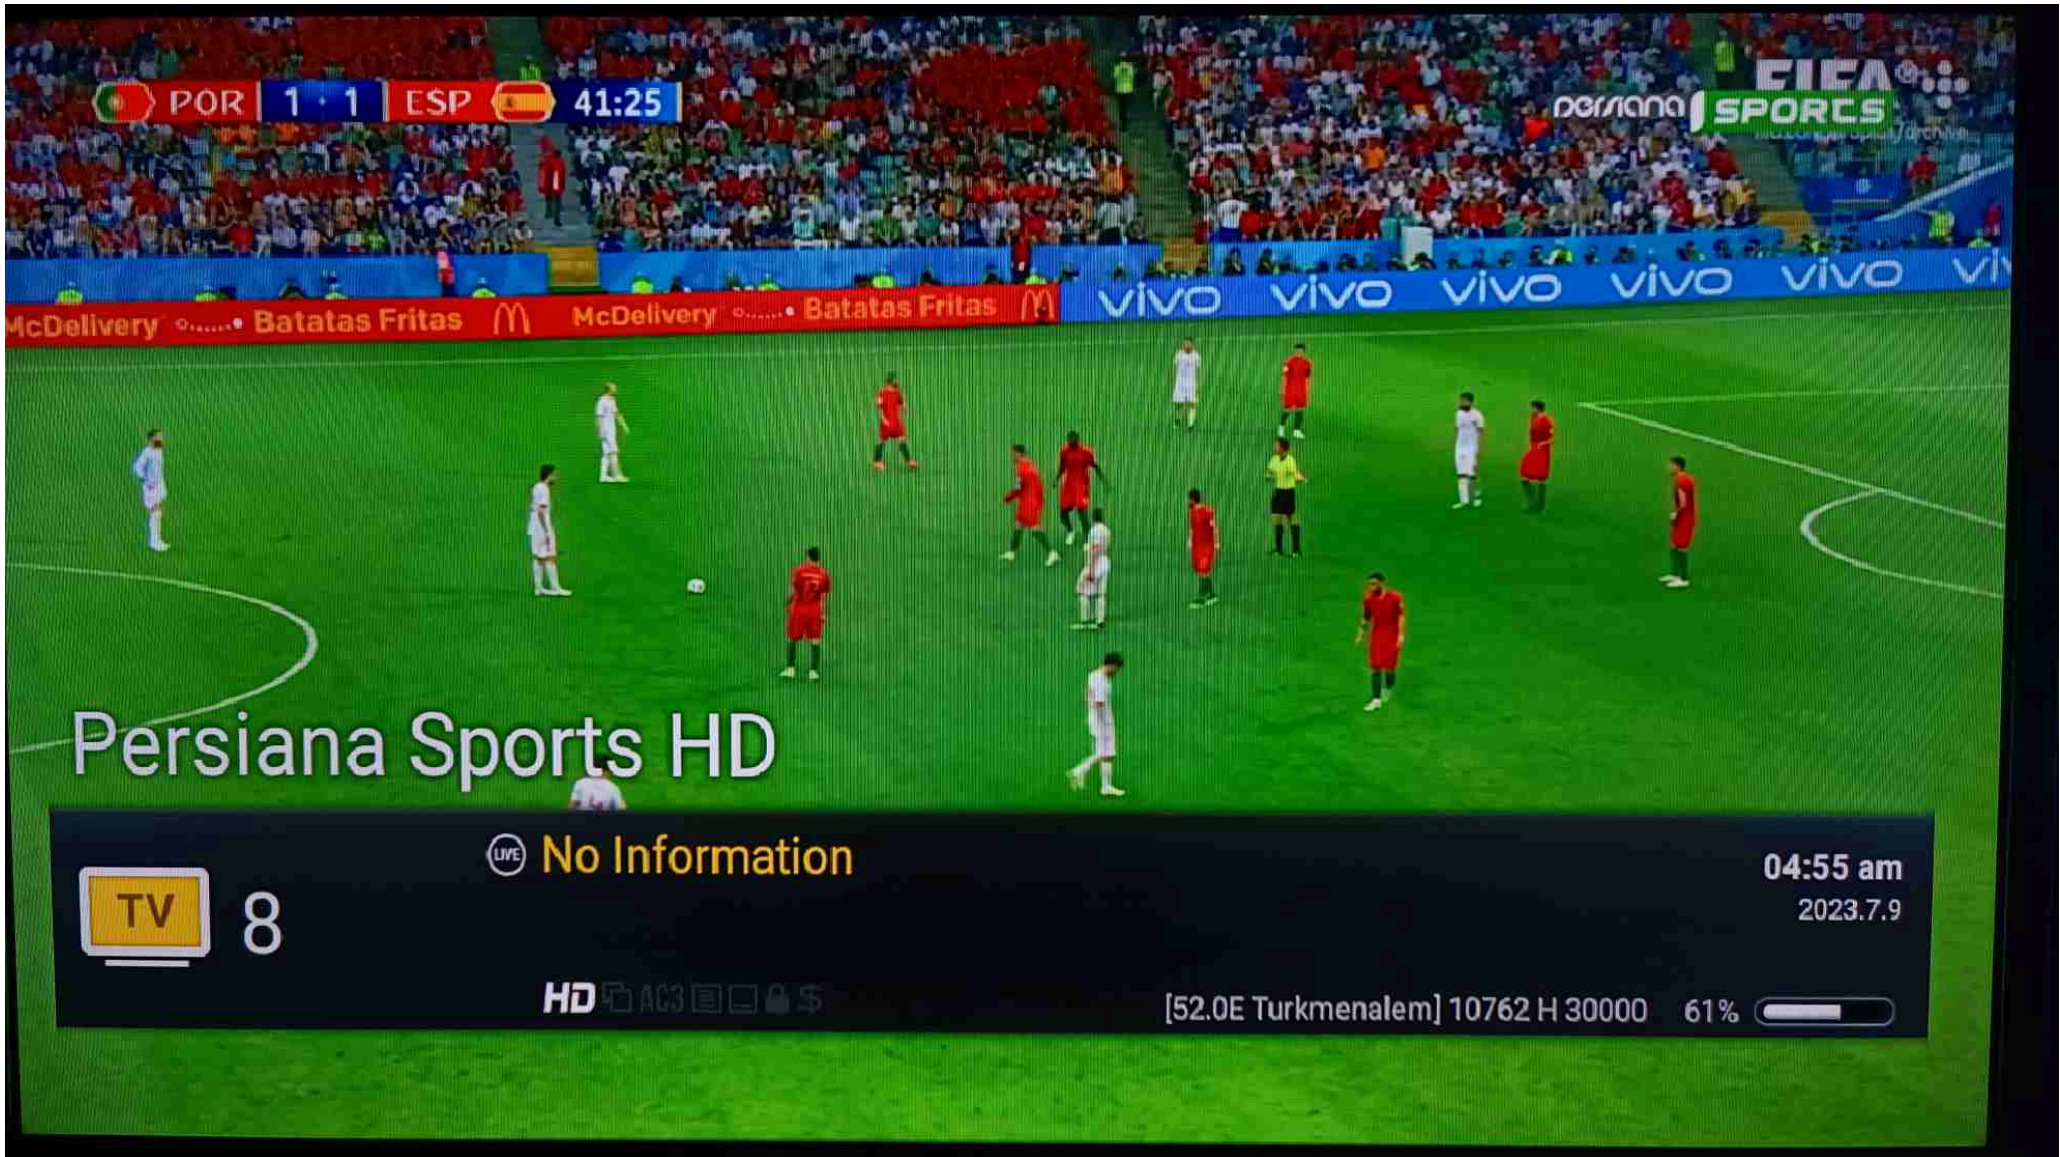 POR 1 - 1 ESP 41:25
FIFA
persiana SPORTS
McDelivery Batatas Fritas McDelivery Batatas Fritas vivo vivo vivo vivo vivo
17
Persiana Sports HD
LIVE No Information
04:55 am
TV 8
2023.7.9
HD AC3 $
[52.0E Turkmenalem] 10762 H 30000 61%